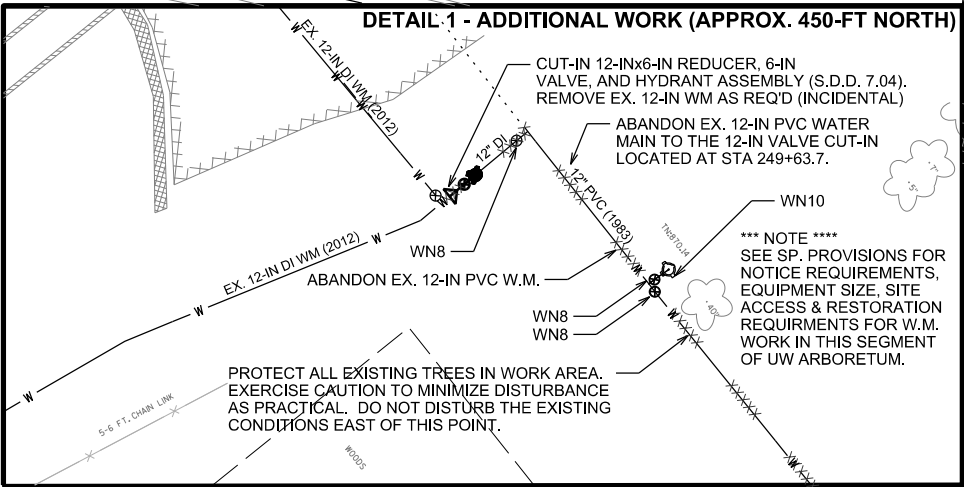 DETAIL 1 - ADDITIONAL WORK (APPROX. 450-FT NORTH)
EX. 12-IN DI WM (2012)
CUT-IN 12-INx6-IN REDUCER, 6-IN
VALVE, AND HYDRANT ASSEMBLY (S.D.D. 7.04).
REMOVE EX. 12-IN WM AS REQ'D (INCIDENTAL)
ABANDON EX. 12-IN PVC WATER
MAIN TO THE 12-IN VALVE CUT-IN
LOCATED AT STA 249+63.7.
12" DI
12" PVC (1983)
WN10
WN8
EX. 12-IN DI WM (2012)
ABANDON EX. 12-IN PVC W.M.
*** NOTE ****
SEE SP. PROVISIONS FOR
NOTICE REQUIREMENTS,
EQUIPMENT SIZE, SITE
ACCESS & RESTORATION
REQUIRMENTS FOR W.M.
WORK IN THIS SEGMENT
OF UW ARBORETUM.
WN8
WN8
PROTECT ALL EXISTING TREES IN WORK AREA.
EXERCISE CAUTION TO MINIMIZE DISTURBANCE
AS PRACTICAL. DO NOT DISTURB THE EXISTING
CONDITIONS EAST OF THIS POINT.
5-6 FT. CHAIN LINK
WOODS
W
W
W
W
W
W
W
W
W